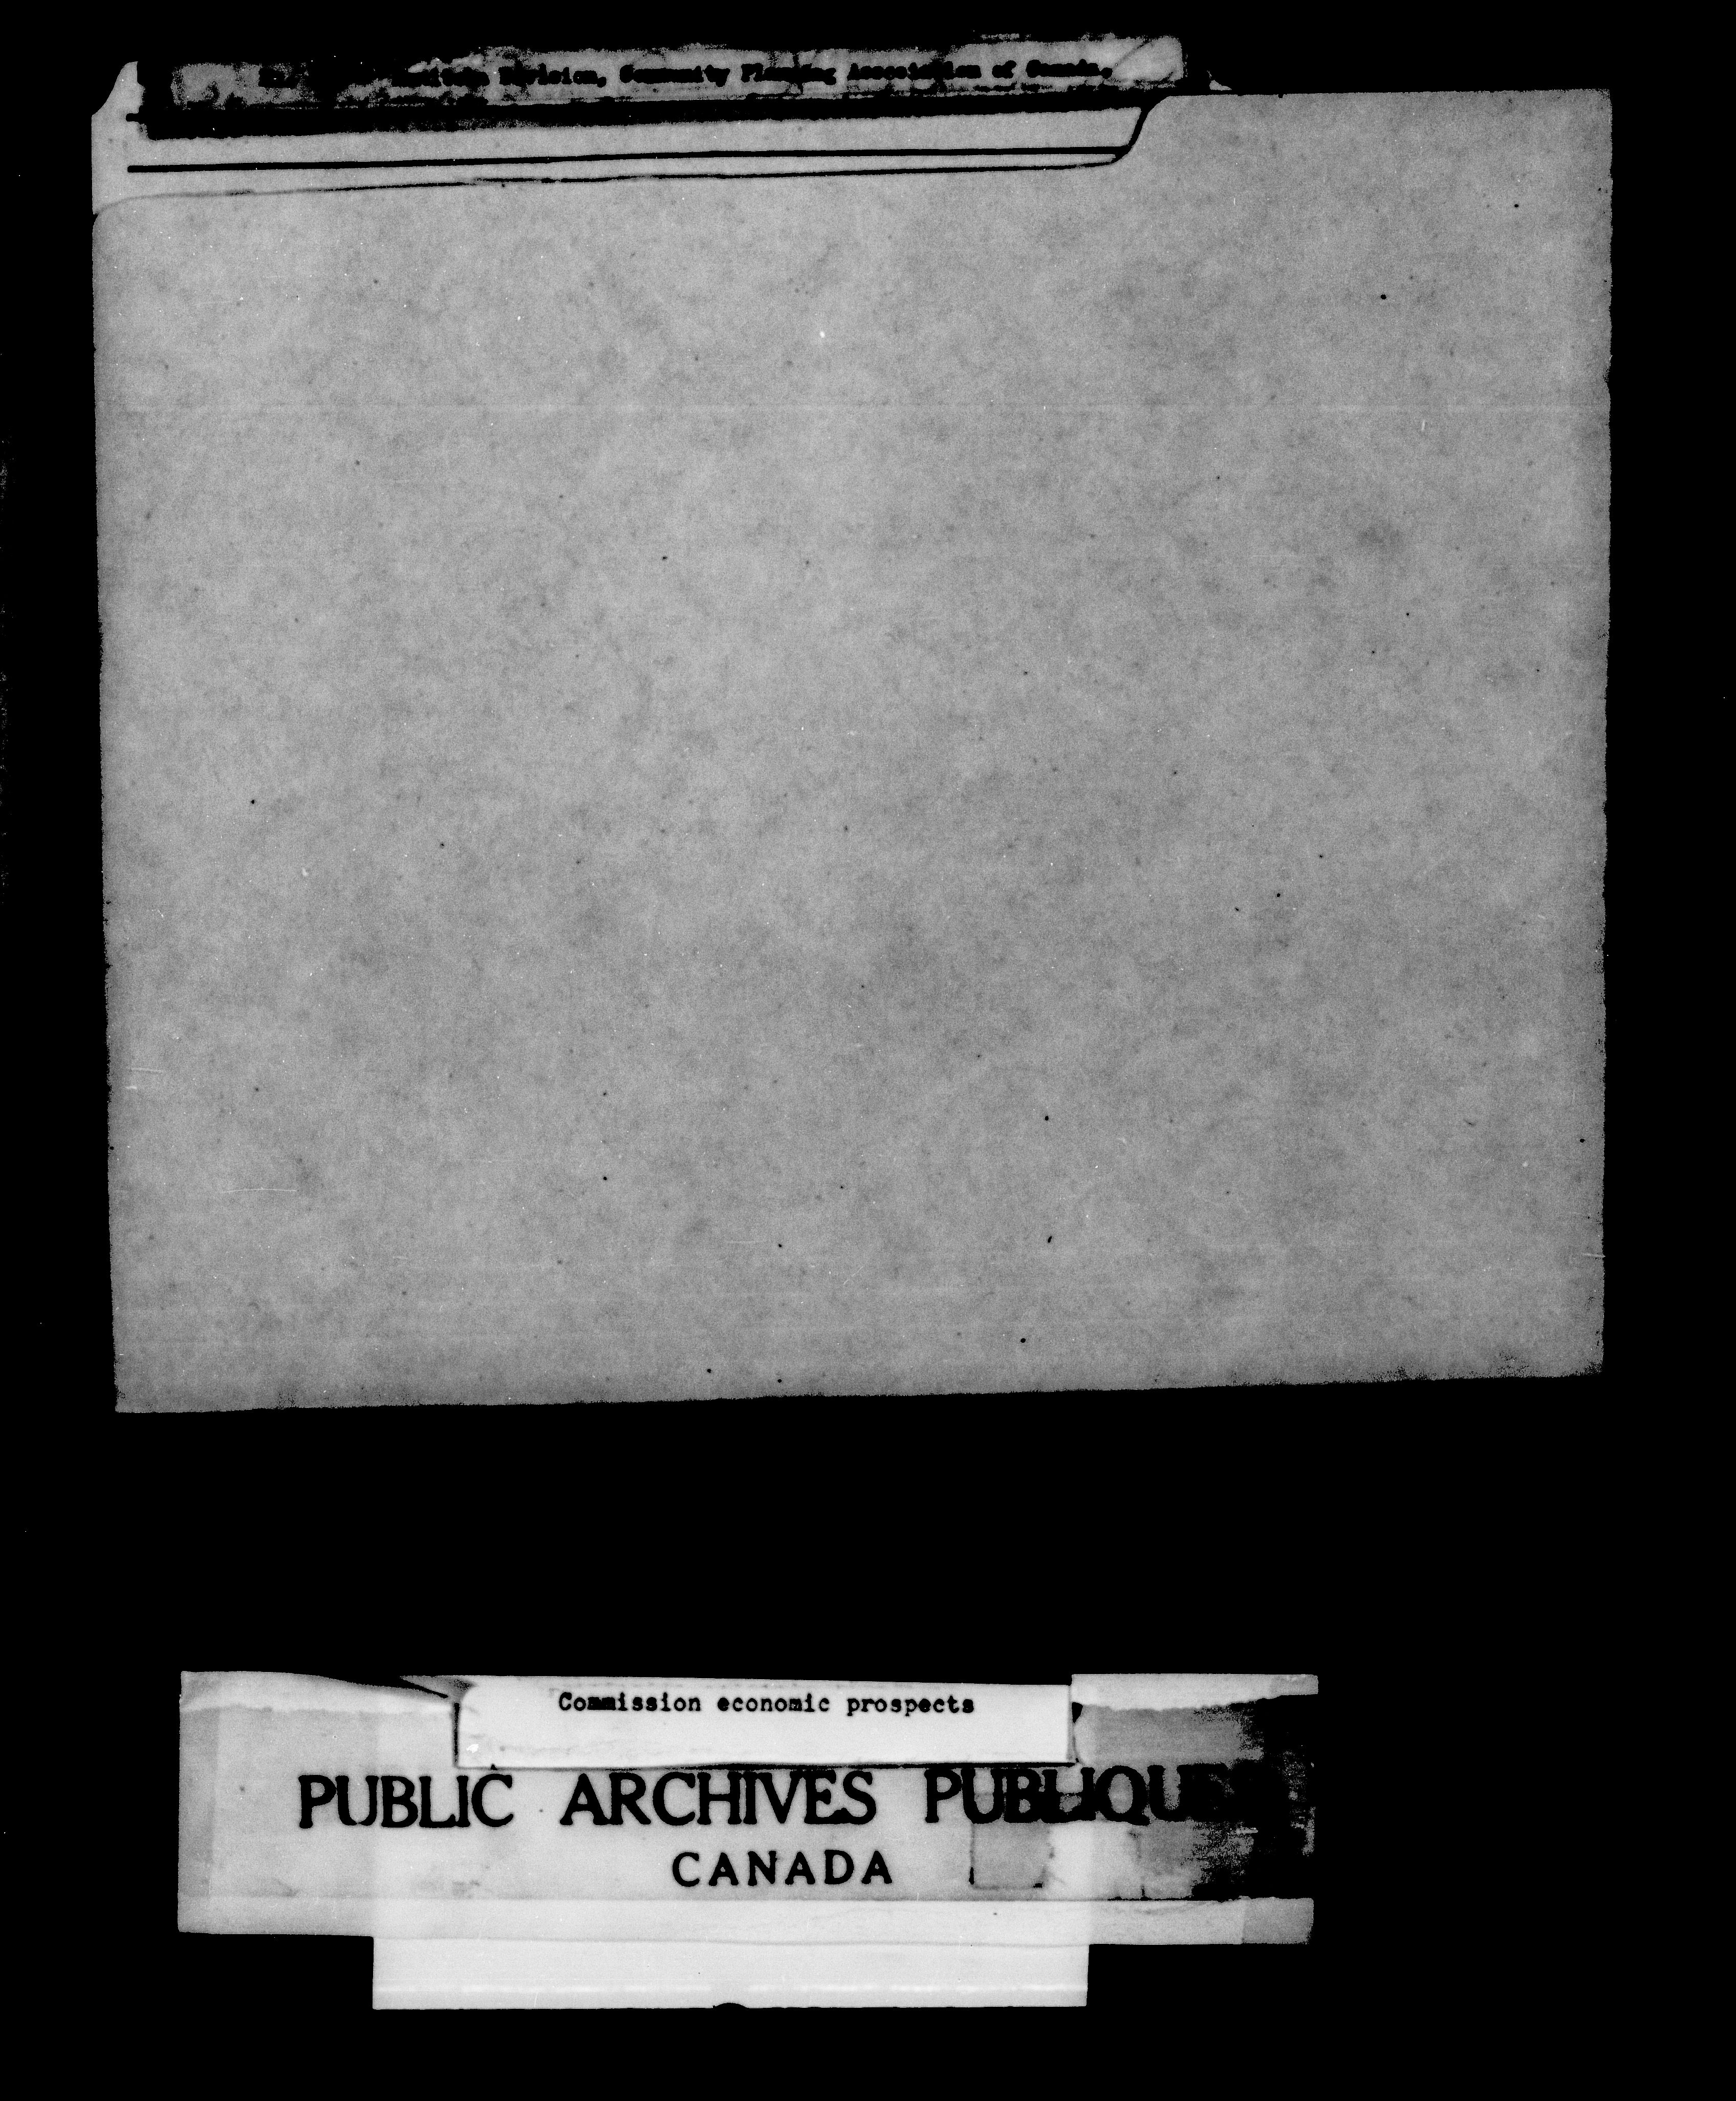 Division, Community Planning Association of Canada.
Commission economic prospects
PUBLIC ARCHIVES PUBLIQUES
CANADA